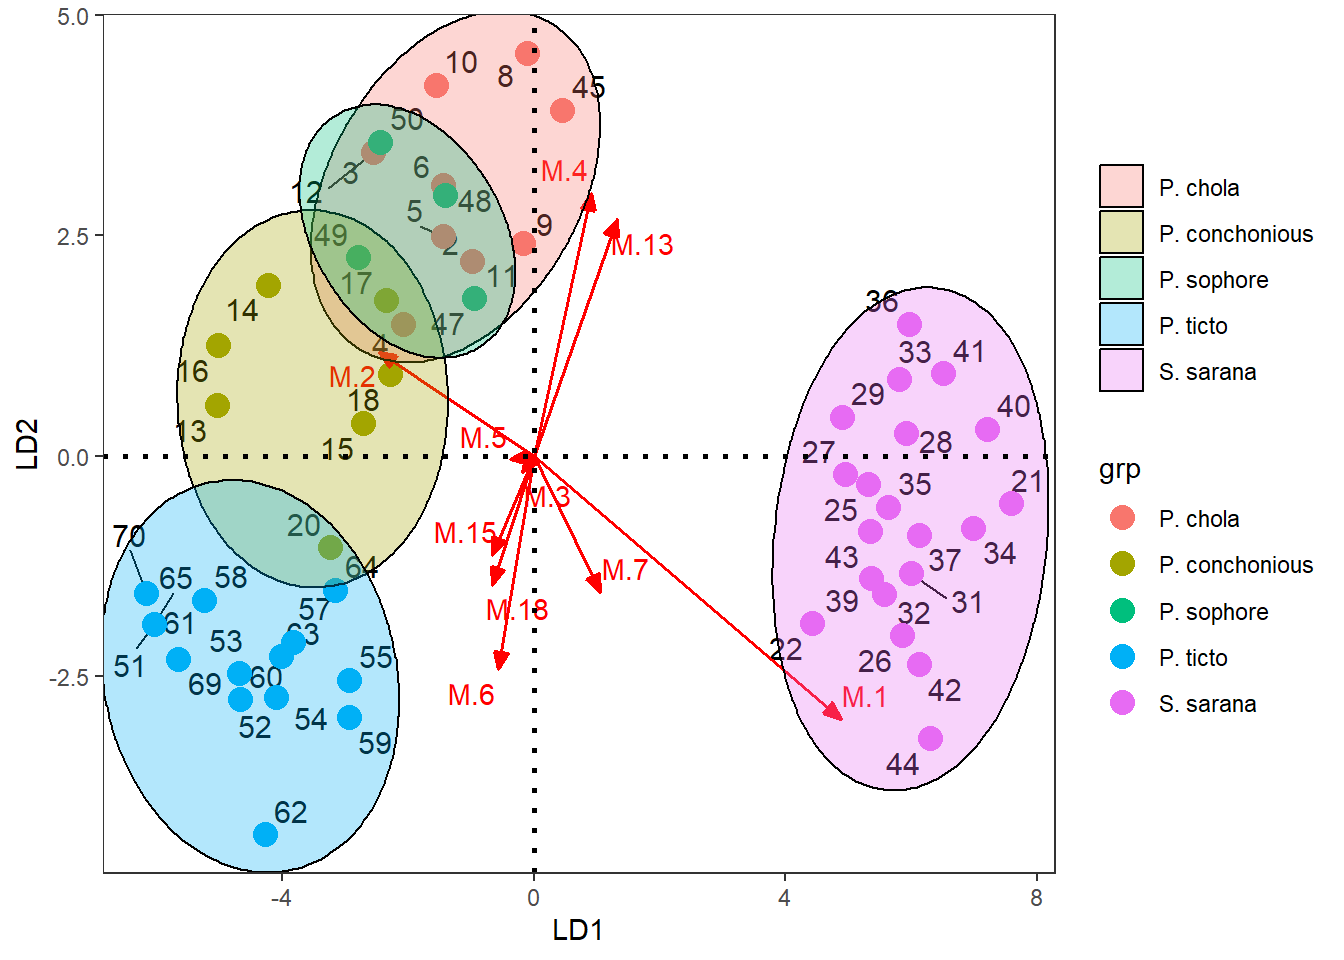 5.0
10
8
45
50
6
3
M.4
12
48
5
9
49
2
M.13
2.5
11
17
14
47
36
4
33
41
16
M.2
29
18
40
13
M.5
28
15
27
LD2
0.0
21
M.3
35
25
20
M.15
70
34
43
37
64
M.7
65
58
31
57
39
M.18
61
32
53
63
22
51
55
26
60
69
-2.5
42
M.6
M.1
54
52
59
44
62
-4
0
4
8
LD1
P. chola
P. conchonious
P. sophore
P. ticto
S. sarana
grp
P. chola
P. conchonious
P. sophore
P. ticto
S. sarana